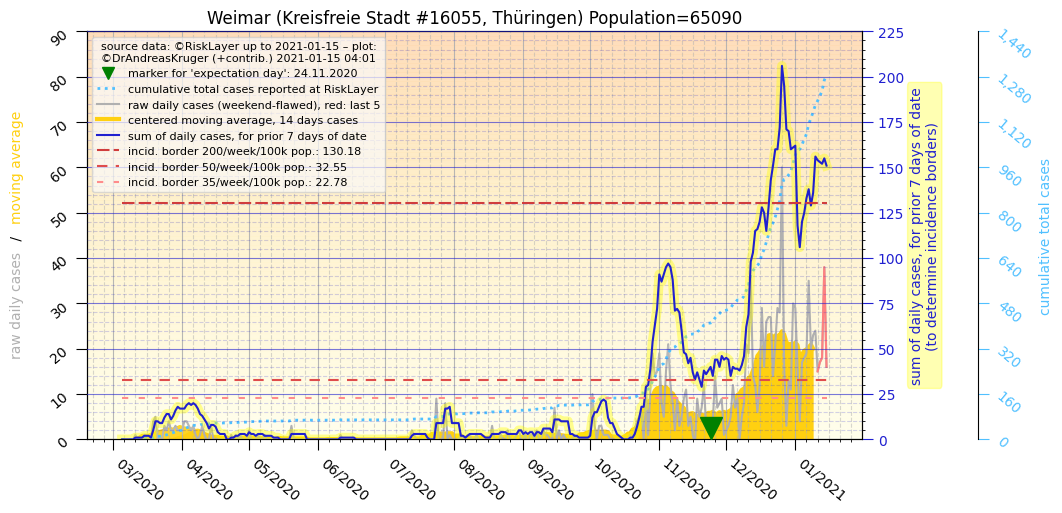 Weimar (Kreisfreie Stadt #16055, Thüringen) Population=65090
source data: ©RiskLayer up to 2021-01-15 – plot:
©DrAndreasKruger (+contrib.) 2021-01-15 04:01
marker for 'expectation day': 24.11.2020
cumulative total cases reported at RiskLayer
raw daily cases (weekend-flawed), red: last 5
centered moving average, 14 days cases
sum of daily cases, for prior 7 days of date
incid. border 200/week/100k pop.: 130.18
incid. border 50/week/100k pop.: 32.55
incid. border 35/week/100k pop.: 22.78
raw daily cases / moving average
90
80
70
60
50
40
30
20
10
0
03/2020
04/2020
05/2020
06/2020
07/2020
08/2020
09/2020
10/2020
11/2020
12/2020
01/2021
225
200
175
150
125
100
75
50
25
0
sum of daily cases, for prior 7 days of date
(to determine incidence borders)
1,440
1,280
1,120
960
800
640
480
320
160
0
cumulative total cases